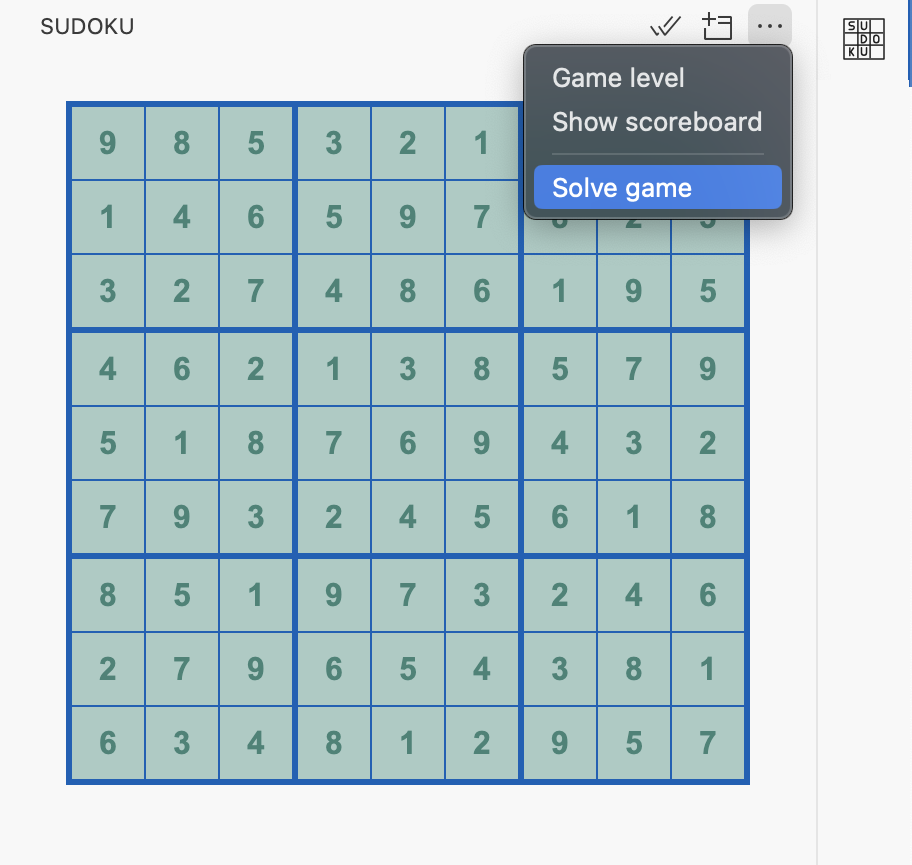 SUDOKU
SU
DO
KU
Game level
Show scoreboard
Solve game
9 8 5 3 2 1
1 4 6 5 9 7
3 2 7 4 8 6 1 9 5
4 6 2 1 3 8 5 7 9
5 1 8 7 6 9 4 3 2
7 9 3 2 4 5 6 1 8
8 5 1 9 7 3 2 4 6
2 7 9 6 5 4 3 8 1
6 3 4 8 1 2 9 5 7